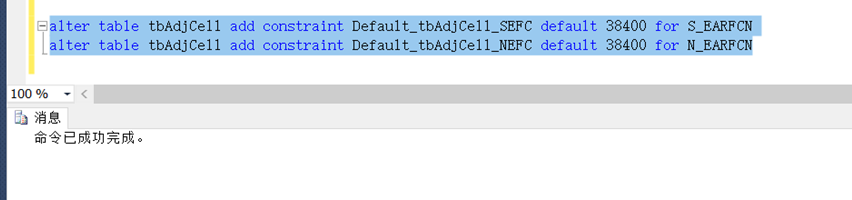 alter table tbAdjCell add constraint Default_tbAdjCell_SEFC default 38400 for S_EARFCN
alter table tbAdjCell add constraint Default_tbAdjCell_NEFC default 38400 for N_EARFCN
100 %
消息
命令已成功完成。